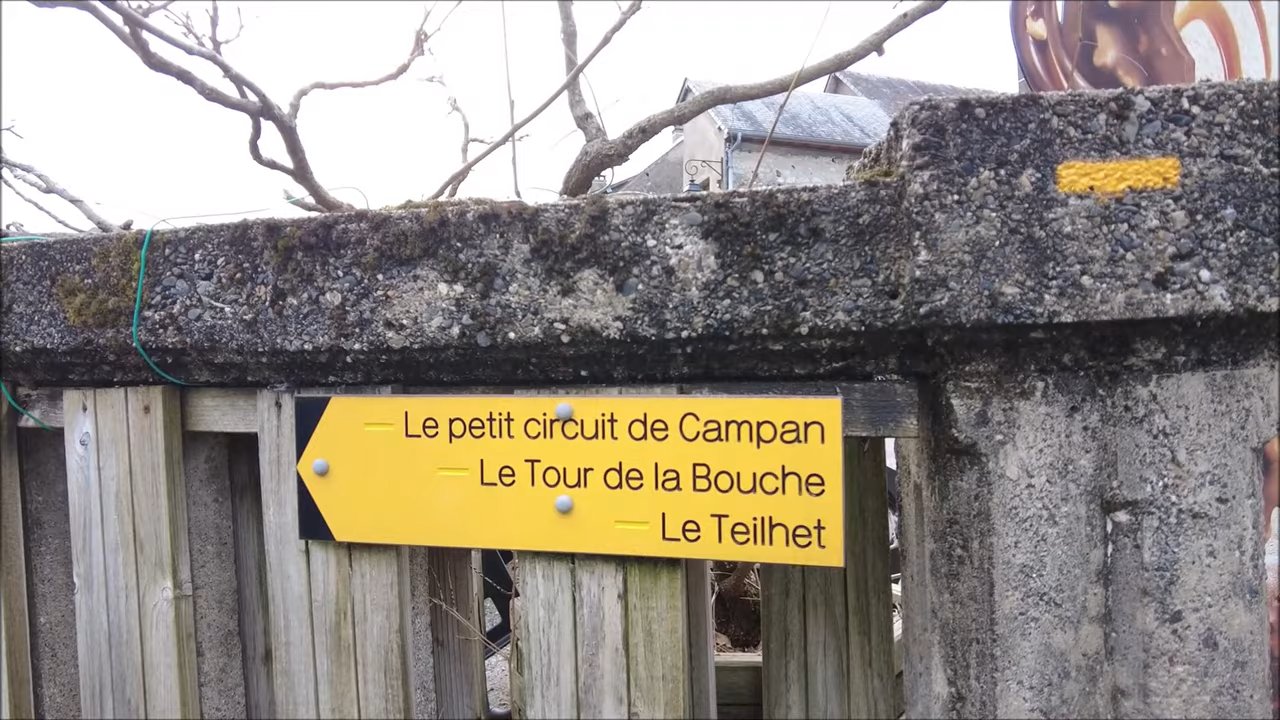 Le petit circuit de Campan
Le Tour de la Bouche
Le Teilhet